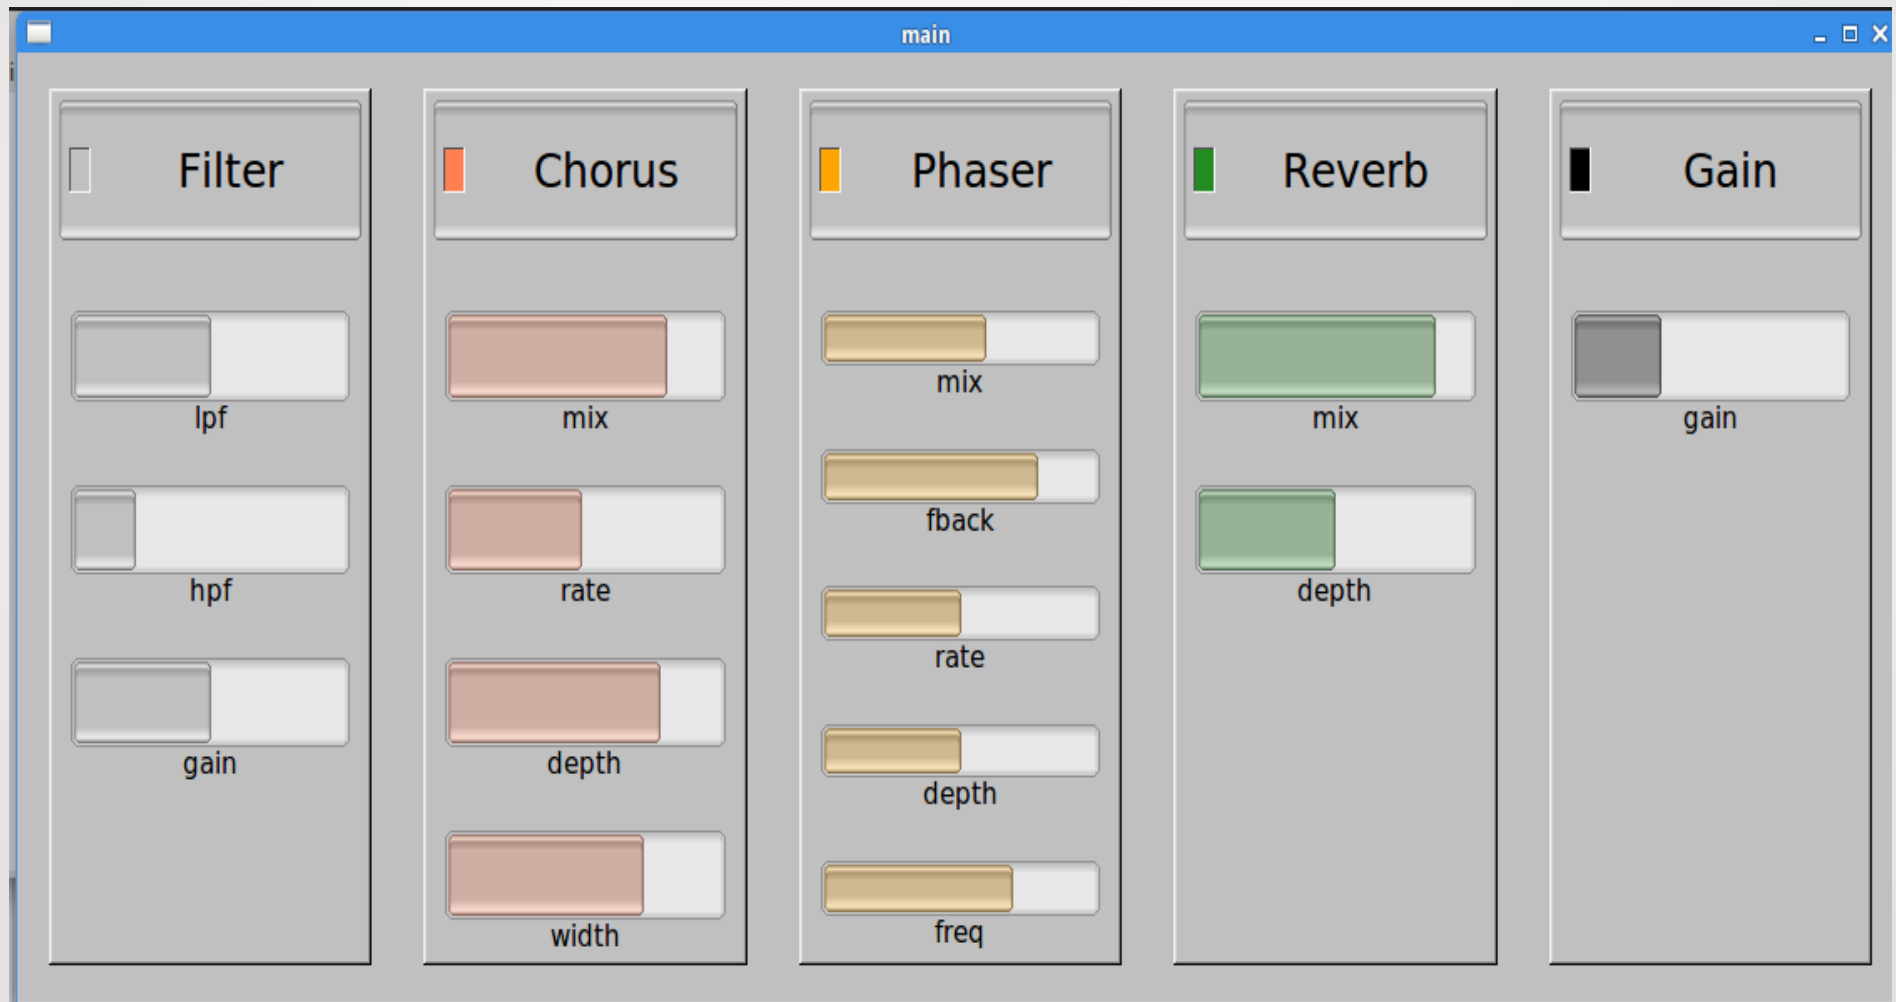 main
Filter
lpf
hpf
gain
Chorus
mix
rate
depth
width
Phaser
mix
fback
rate
depth
freq
Reverb
mix
depth
Gain
gain